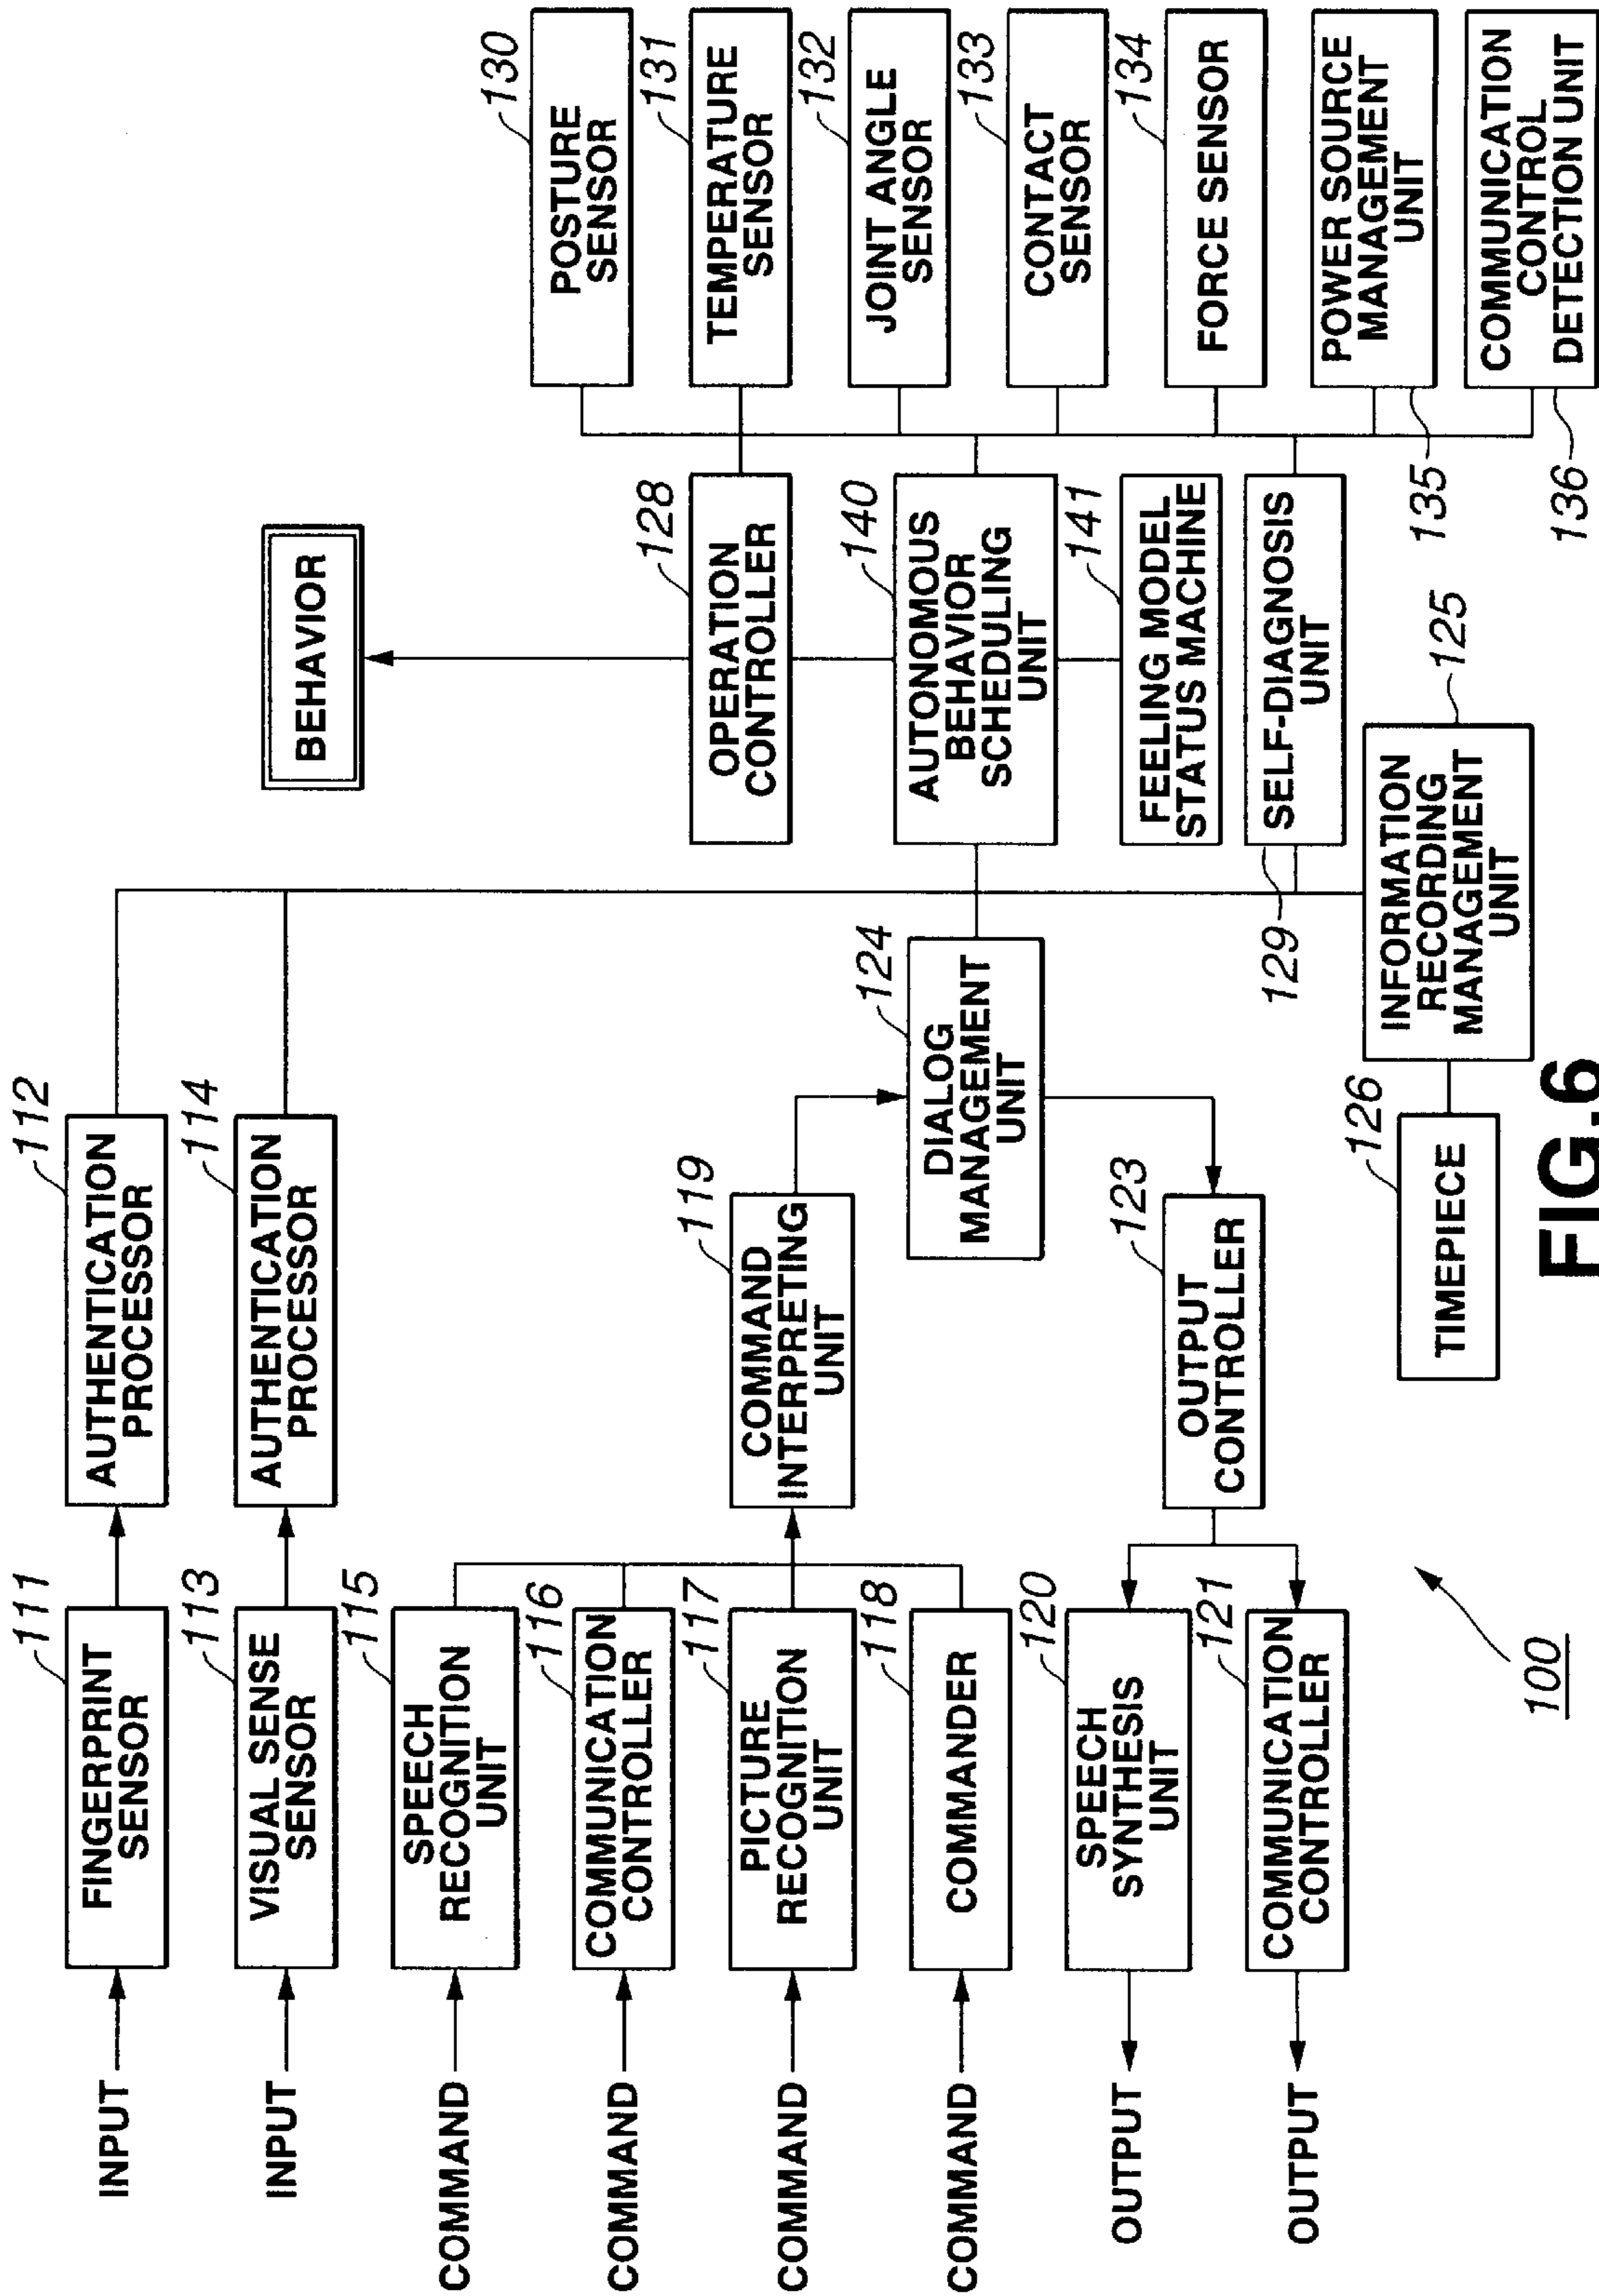 INPUT
111
FINGERPRINT
SENSOR
112
AUTHENTICATION
PROCESSOR
INPUT
113
VISUAL SENSE
SENSOR
114
AUTHENTICATION
PROCESSOR
COMMAND
115
SPEECH
RECOGNITION
UNIT
COMMAND
116
COMMUNICATION
CONTROLLER
COMMAND
117
PICTURE
RECOGNITION
UNIT
COMMAND
118
COMMANDER
119
COMMAND
INTERPRETING
UNIT
OUTPUT
120
SPEECH
SYNTHESIS
UNIT
OUTPUT
121
COMMUNICATION
CONTROLLER
123
OUTPUT
CONTROLLER
124
DIALOG
MANAGEMENT
UNIT
BEHAVIOR
128
OPERATION
CONTROLLER
140
AUTONOMOUS
BEHAVIOR
SCHEDULING
UNIT
141
FEELING MODEL
STATUS MACHINE
129
SELF-DIAGNOSIS
UNIT
125
INFORMATION
RECORDING
MANAGEMENT
UNIT
126
TIMEPIECE
130
POSTURE
SENSOR
131
TEMPERATURE
SENSOR
132
JOINT ANGLE
SENSOR
133
CONTACT
SENSOR
134
FORCE SENSOR
135
POWER SOURCE
MANAGEMENT
UNIT
136
COMMUNICATION
CONTROL
DETECTION UNIT
100
FIG.6